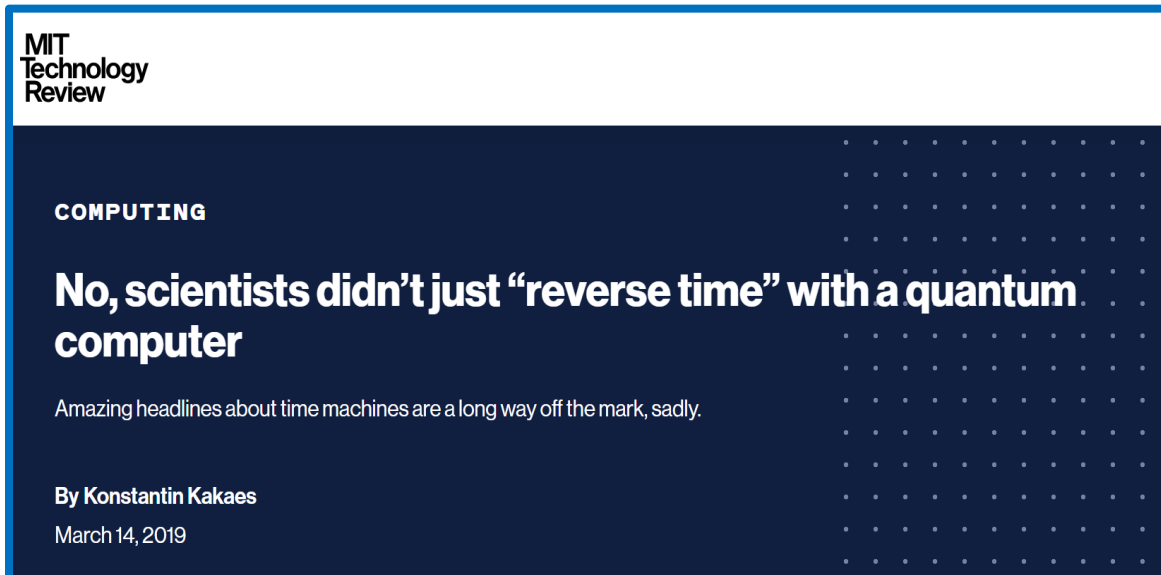 MIT
Technology
Review
COMPUTING
No, scientists didn’t just “reverse time” with a quantum
computer
Amazing headlines about time machines are a long way off the mark, sadly.
By Konstantin Kakaes
March 14, 2019